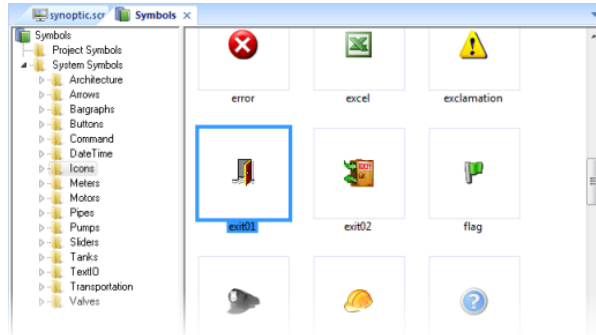 synoptic.scr Symbols ×
Symbols
Project Symbols
System Symbols
Architecture
Arrows
Bargraphs
Buttons
Command
DateTime
Icons
Meters
Motors
Pipes
Pumps
Sliders
Tanks
TextIO
Transportation
Valves
error excel exclamation
EXIT
exit01 exit02 flag